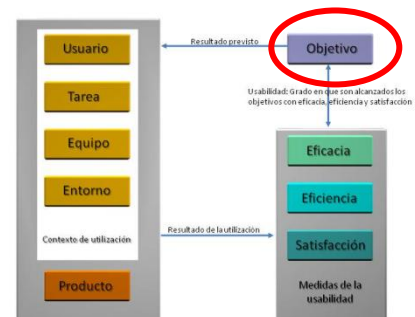 Usuario
Tarea
Equipo
Entorno
Contexto de utilización
Producto
Resultado previsto
Objetivo
Usabilidad: Grado en que son alcanzados los
objetivos con eficacia, eficiencia y satisfacción
Eficacia
Eficiencia
Satisfacción
Resultado de la utilización
Medidas de la
usabilidad